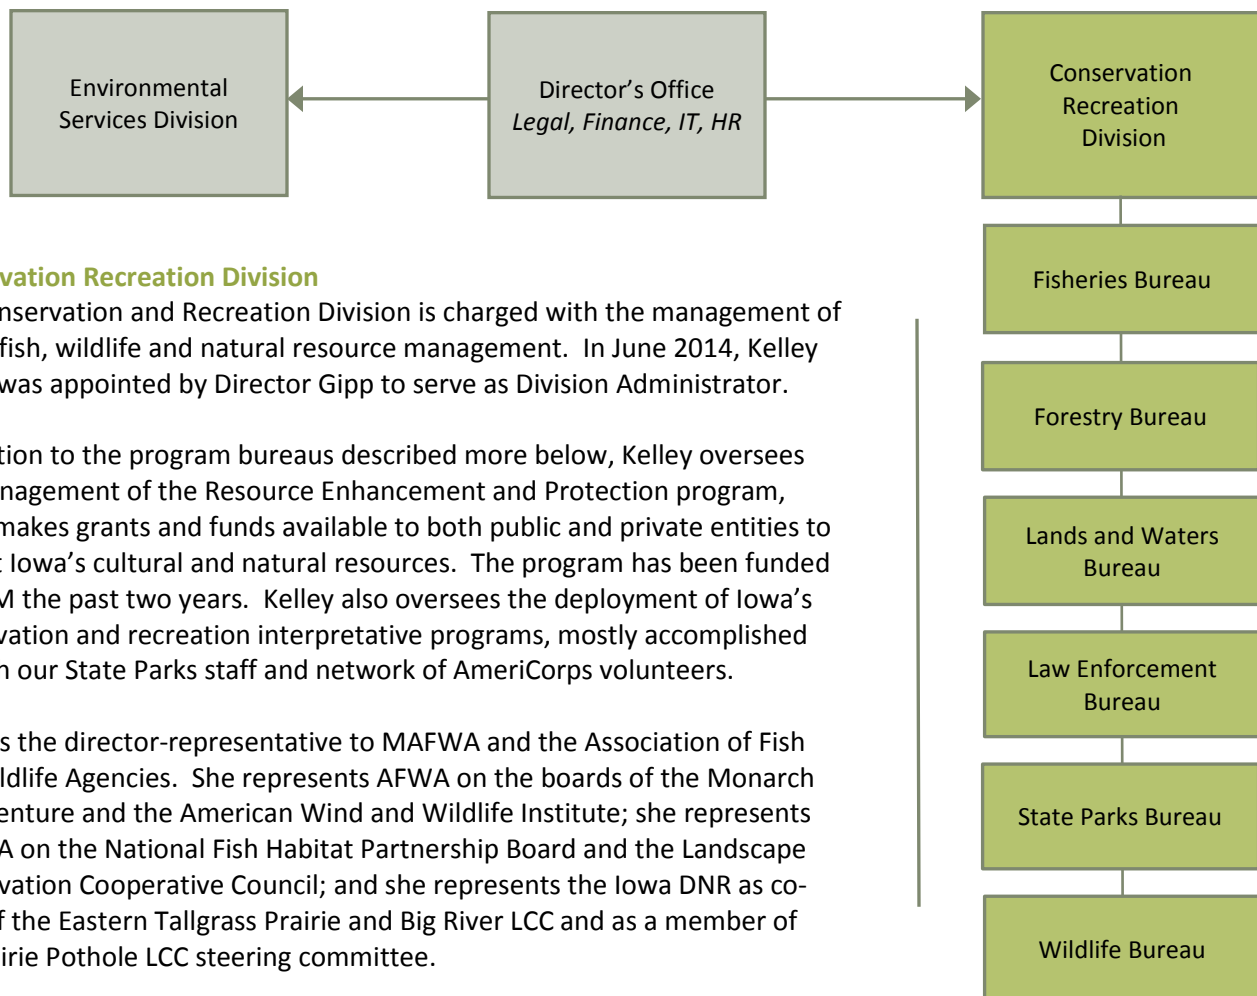 Environmental
Services Division
Director's Office
Legal, Finance, IT, HR
Conservation
Recreation
Division
vation Recreation Division
nservation and Recreation Division is charged with the management of
fish, wildlife and natural resource management.  In June 2014, Kelley
was appointed by Director Gipp to serve as Division Administrator.
tion to the program bureaus described more below, Kelley oversees
nagement of the Resource Enhancement and Protection program,
makes grants and funds available to both public and private entities to
t Iowa's cultural and natural resources.  The program has been funded
M the past two years.  Kelley also oversees the deployment of Iowa's
vation and recreation interpretative programs, mostly accomplished
h our State Parks staff and network of AmeriCorps volunteers.
s the director-representative to MAFWA and the Association of Fish
ldlife Agencies.  She represents AFWA on the boards of the Monarch
enture and the American Wind and Wildlife Institute; she represents
A on the National Fish Habitat Partnership Board and the Landscape
vation Cooperative Council; and she represents the Iowa DNR as co-
f the Eastern Tallgrass Prairie and Big River LCC and as a member of
irie Pothole LCC steering committee.
Fisheries Bureau
Forestry Bureau
Lands and Waters
Bureau
Law Enforcement
Bureau
State Parks Bureau
Wildlife Bureau